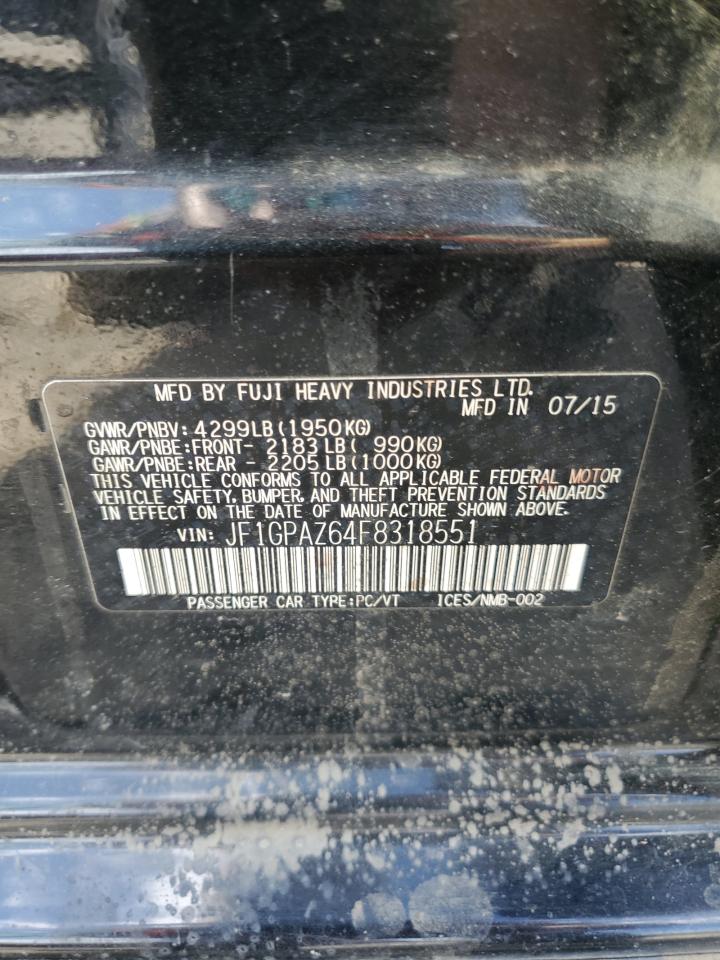 MFD BY FUJI HEAVY INDUSTRIES LTD.
MFD IN 07/15
GVWR/PNBV: 4299LB(1950KG)
GAWR/PNBE:FRONT- 2183LB( 990KG)
GAWR/PNBE:REAR - 2205LB(1000KG)
THIS VEHICLE CONFORMS TO ALL APPLICABLE FEDERAL MOTOR
VEHICLE SAFETY, BUMPER, AND THEFT PREVENTION STANDARDS
IN EFFECT ON THE DATE OF MANUFACTURE SHOWN ABOVE.
VIN: JF1GPAZ64F8318551
PASSENGER CAR TYPE:PC/VT ICES/NMB-002